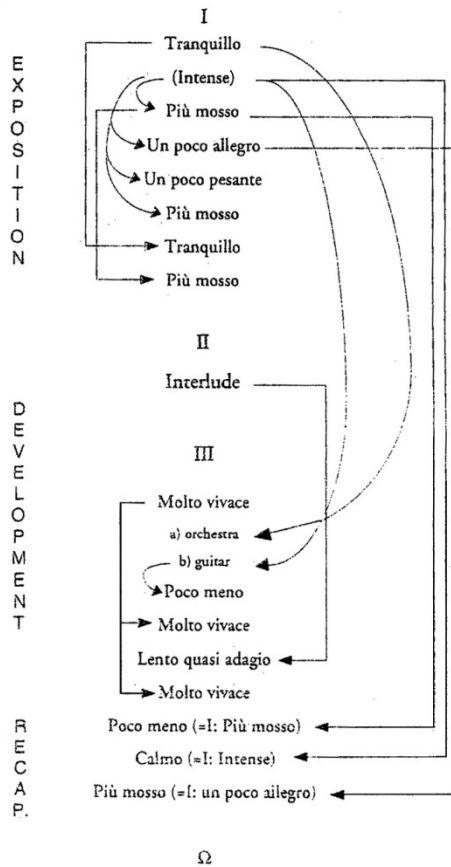 EXPOSITION
I
Tranquillo
(Intense)
Più mosso
Un poco allegro
Un poco pesante
Più mosso
Tranquillo
Più mosso
DEVELOPMENT
II
Interlude
III
Molto vivace
a) orchestra
b) guitar
Poco meno
Molto vivace
Lento quasi adagio
Molto vivace
RECAP.
Poco meno (=I: Più mosso)
Calmo (=I: Intense)
Più mosso (=I: un poco allegro)
Ω